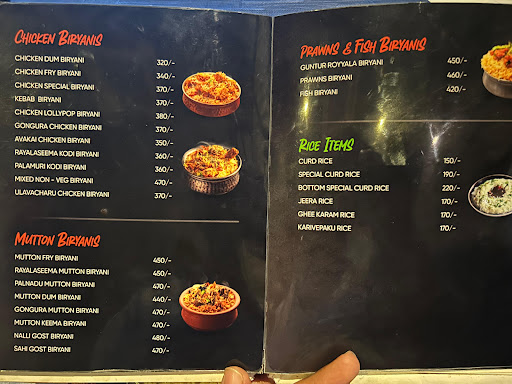 CHICKEN BIRYANIS
CHICKEN DUM BIRYANI 320/-
CHICKEN FRY BIRYANI 340/-
CHICKEN SPECIAL BIRYANI 370/-
KEBAB BIRYANI 370/-
CHICKEN LOLLYPOP BIRYANI 380/-
GONGURA CHICKEN BIRYANI 370/-
AVAKAI CHICKEN BIRYANI 350/-
RAYALASEEMA KODI BIRYANI 360/-
PALAMURI KODI BIRYANI 360/-
MIXED NON - VEG BIRYANI 470/-
ULAVACHARU CHICKEN BIRYANI 370/-
MUTTON BIRYANIS
MUTTON FRY BIRYANI 450/-
RAYALASEEMA MUTTON BIRYANI 450/-
PALNADU MUTTON BIRYANI 470/-
MUTTON DUM BIRYANI 440/-
GONGURA MUTTON BIRYANI 470/-
MUTTON KEEMA BIRYANI 470/-
NALLI GOST BIRYANI 480/-
SAHI GOST BIRYANI 470/-
PRAWNS & FISH BIRYANIS
GUNTUR ROYYALA BIRYANI 450/-
PRAWNS BIRYANI 460/-
FISH BIRYANI 420/-
RICE ITEMS
CURD RICE 150/-
SPECIAL CURD RICE 190/-
BOTTOM SPECIAL CURD RICE 220/-
JEERA RICE 170/-
GHEE KARAM RICE 170/-
KARIVEPAKU RICE 170/-